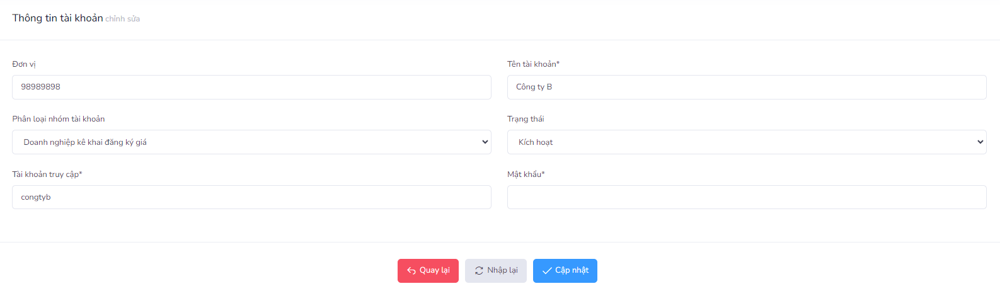 Thông tin tài khoản chỉnh sửa
Đơn vị
98989898
Tên tài khoản*
Công ty B
Phân loại nhóm tài khoản
Doanh nghiệp kê khai đăng ký giá
Trạng thái
Kích hoạt
Tài khoản truy cập*
congtyb
Mật khẩu*
Quay lại
Nhập lại
Cập nhật